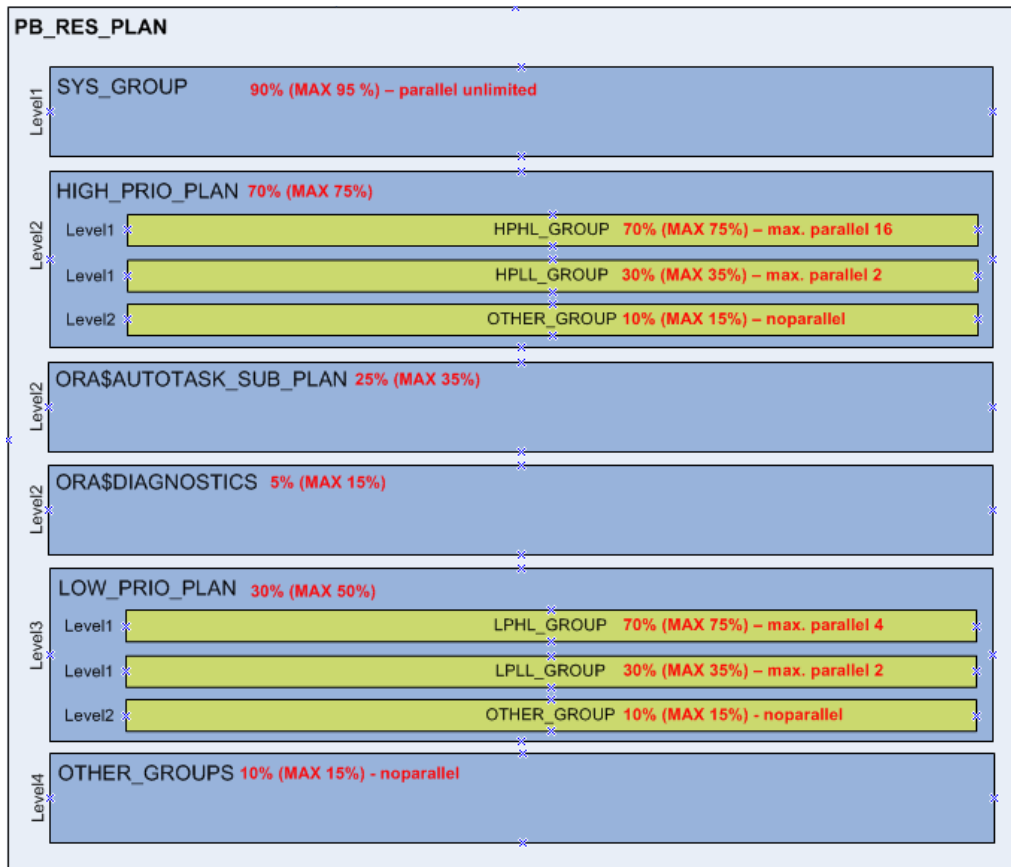 PB_RES_PLAN
Level1
SYS_GROUP 90% (MAX 95 %) – parallel unlimited
Level2
HIGH_PRIO_PLAN 70% (MAX 75%)
Level1 HPHL_GROUP 70% (MAX 75%) – max. parallel 16
Level1 HPLL_GROUP 30% (MAX 35%) – max. parallel 2
Level2 OTHER_GROUP 10% (MAX 15%) – noparallel
Level2
ORA$AUTOTASK_SUB_PLAN 25% (MAX 35%)
Level2
ORA$DIAGNOSTICS 5% (MAX 15%)
Level3
LOW_PRIO_PLAN 30% (MAX 50%)
Level1 LPHL_GROUP 70% (MAX 75%) – max. parallel 4
Level1 LPLL_GROUP 30% (MAX 35%) – max. parallel 2
Level2 OTHER_GROUP 10% (MAX 15%) - noparallel
Level4
OTHER_GROUPS 10% (MAX 15%) - noparallel